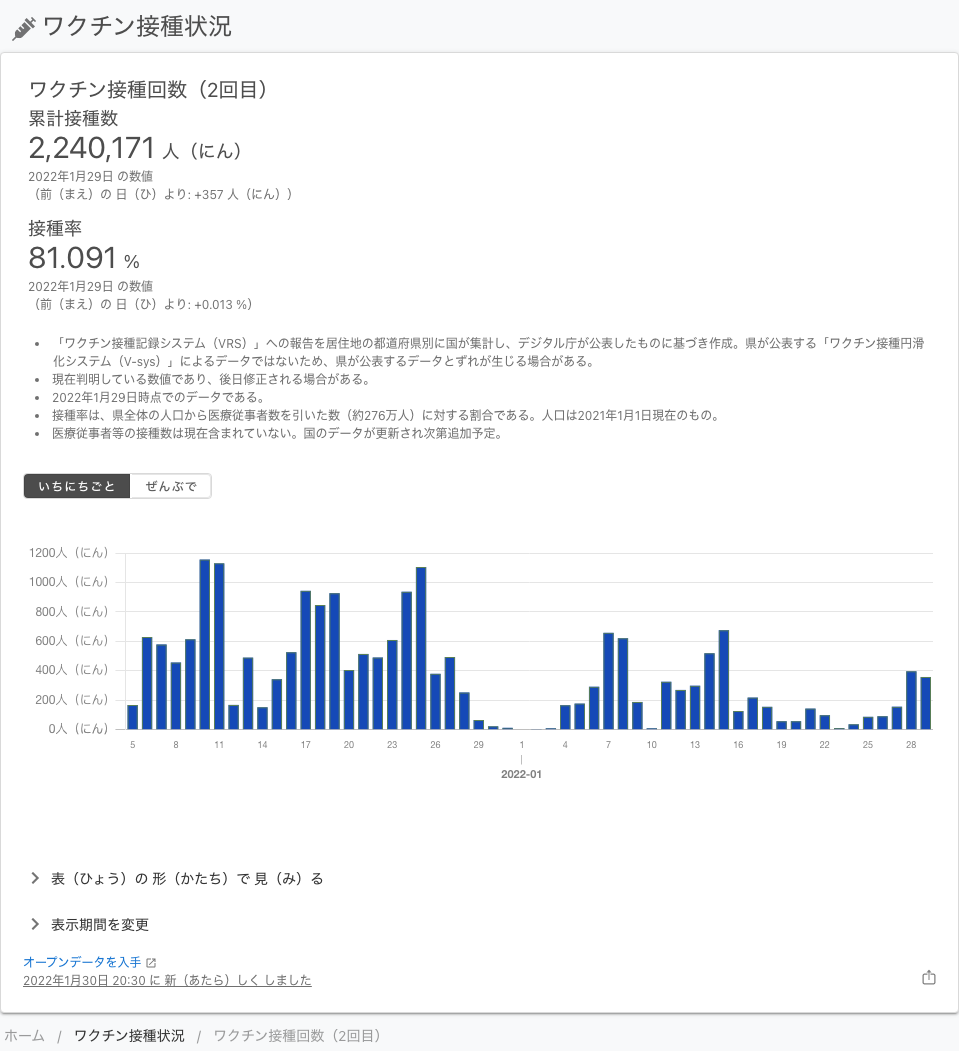 ワクチン接種状況
ワクチン接種回数（2回目）
累計接種数
2,240,171 人（にん）
2022年1月29日 の数値
（前（まえ）の 日（ひ）より: +357 人（にん））
接種率
81.091 %
2022年1月29日 の数値
（前（まえ）の 日（ひ）より: +0.013 %）
• 「ワクチン接種記録システム（VRS）」への報告を居住地の都道府県別に国が集計し、デジタル庁が公表したものに基づき作成。県が公表する「ワクチン接種円滑
化システム（V-sys）」によるデータではないため、県が公表するデータとずれが生じる場合がある。
• 現在判明している数値であり、後日修正される場合がある。
• 2022年1月29日時点でのデータである。
• 接種率は、県全体の人口から医療従事者数を引いた数（約276万人）に対する割合である。人口は2021年1月1日現在のもの。
• 医療従事者等の接種数は現在含まれていない。国のデータが更新され次第追加予定。
いちにちごと ぜんぶで
1200人（にん）
1000人（にん）
800人（にん）
600人（にん）
400人（にん）
200人（にん）
0人（にん）
5 8 11 14 17 20 23 26 29 1 4 7 10 13 16 19 22 25 28
2022-01
表（ひょう）の 形（かたち）で 見（み）る
表示期間を変更
オープンデータを入手
2022年1月30日 20:30 に 新（あたら）しく しました
ホーム / ワクチン接種状況 / ワクチン接種回数（2回目）